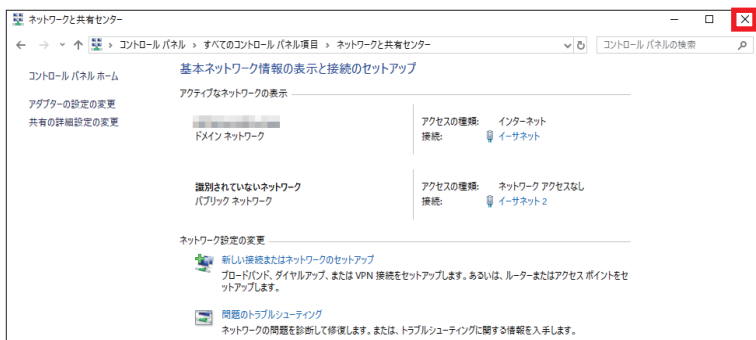 ネットワークと共有センター
コントロール パネル › すべてのコントロール パネル項目 › ネットワークと共有センター
コントロール パネルの検索
コントロール パネル ホーム
アダプターの設定の変更
共有の詳細設定の変更
基本ネットワーク情報の表示と接続のセットアップ
アクティブなネットワークの表示
ドメイン ネットワーク
アクセスの種類: インターネット
接続: イーサネット
識別されていないネットワーク
パブリック ネットワーク
アクセスの種類: ネットワーク アクセスなし
接続: イーサネット 2
ネットワーク設定の変更
新しい接続またはネットワークのセットアップ
ブロードバンド、ダイヤルアップ、または VPN 接続をセットアップします。あるいは、ルーターまたはアクセス ポイントをセ
ットアップします。
問題のトラブルシューティング
ネットワークの問題を診断して修復します。または、トラブルシューティングに関する情報を入手します。